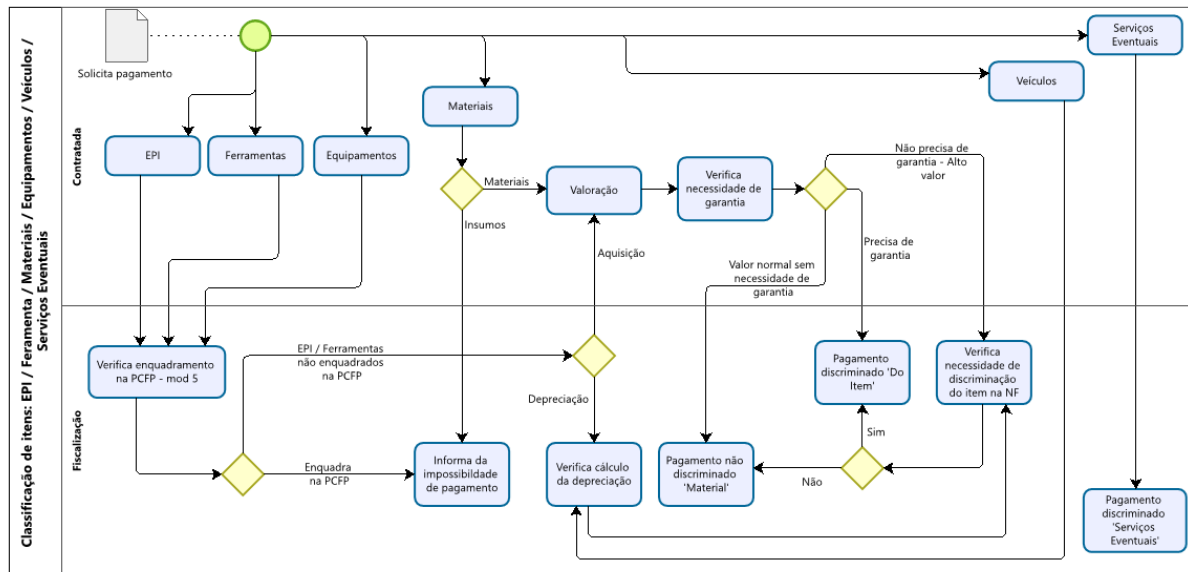 Classificação de itens: EPI / Feramenta / Materiais / Equipamentos / Veículos /
Serviços Eventuais
Contratada
Fiscalização
Solicita pagamento
Serviços
Eventuais
Veículos
Materiais
EPI
Ferramentas
Equipamentos
Materiais
Insumos
Valoração
Verifica
necessidade de
garantia
Não precisa de
garantia - Alto
valor
Precisa de
garantia
Aquisição
Valor normal sem
necessidade de
garantia
Verifica enquadramento
na PCFP - mod 5
EPI / Ferramentas
não enquadrados
na PCFP
Depreciação
Pagamento
discriminado 'Do
Item'
Verifica
necessidade de
discriminação
do item na NF
Sim
Não
Enquadra
na PCFP
Informa da
impossibildade
de pagamento
Verifica cálculo
da depreciação
Pagamento não
discriminado
'Material'
Pagamento
discriminado
'Serviços
Eventuais'